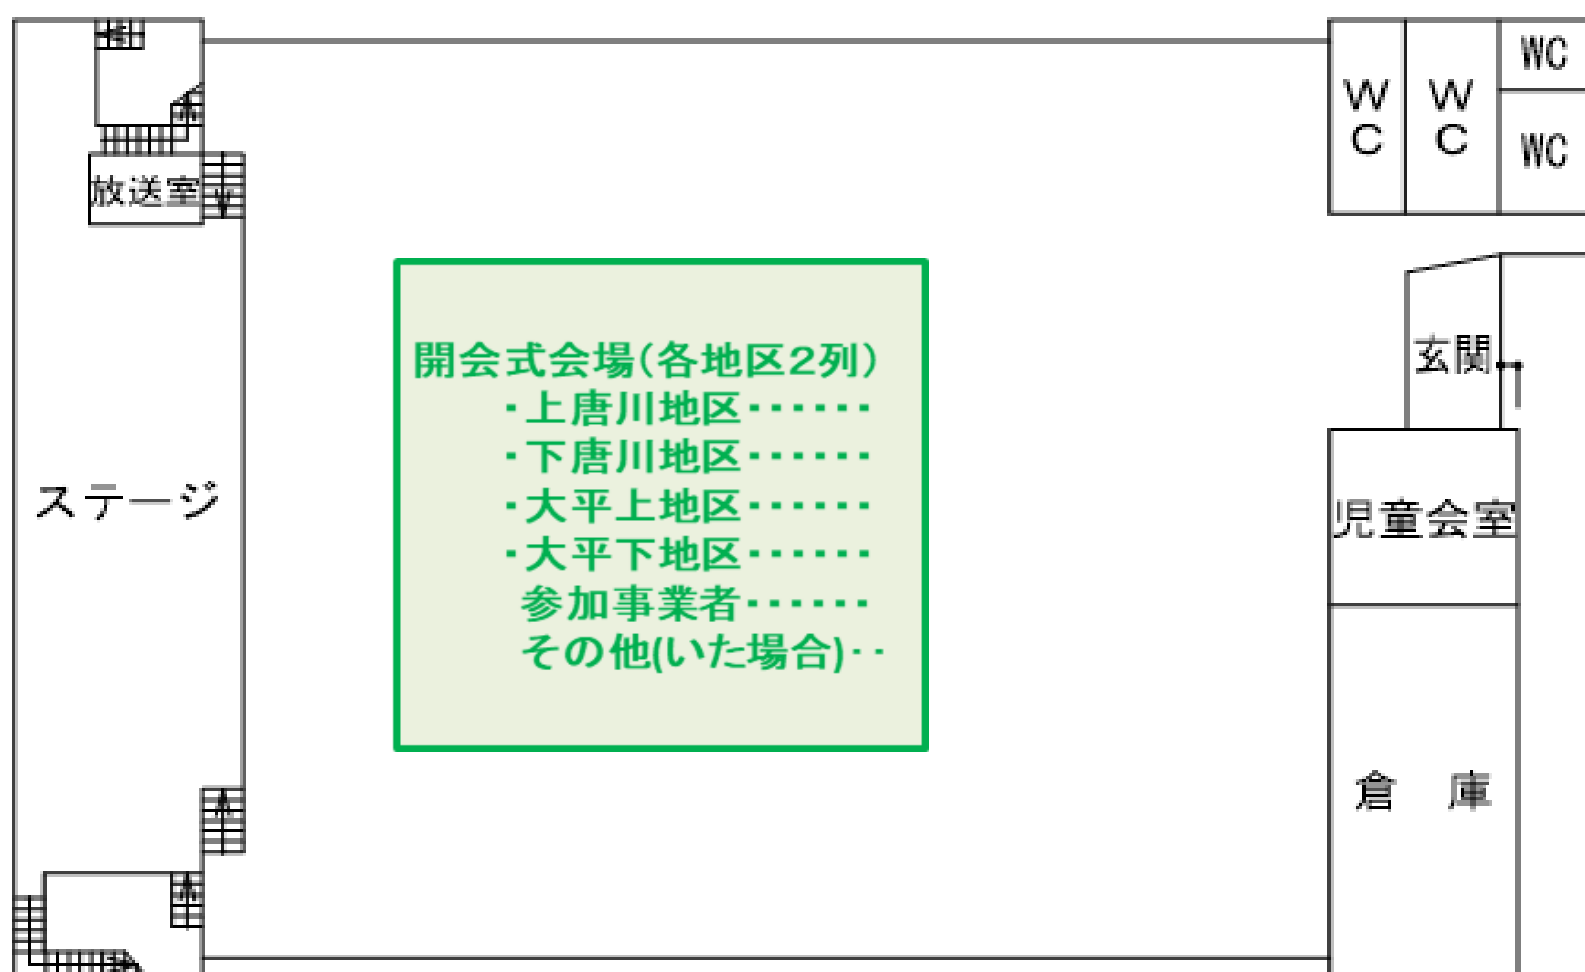 放送室
ステージ
開会式会場(各地区2列)
・上唐川地区・・・・・・
・下唐川地区・・・・・・
・大平上地区・・・・・・
・大平下地区・・・・・・
参加事業者・・・・・・
その他(いた場合)・・
WC
WC
WC
WC
玄関
児童会室
倉 庫